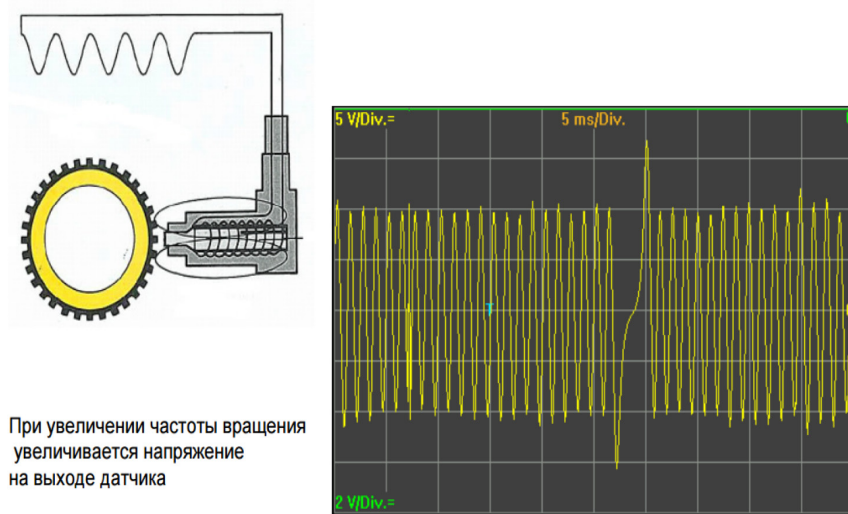 5 V/Div.=
5 ms/Div.
T
2 V/Div.=
При увеличении частоты вращения
увеличивается напряжение
на выходе датчика